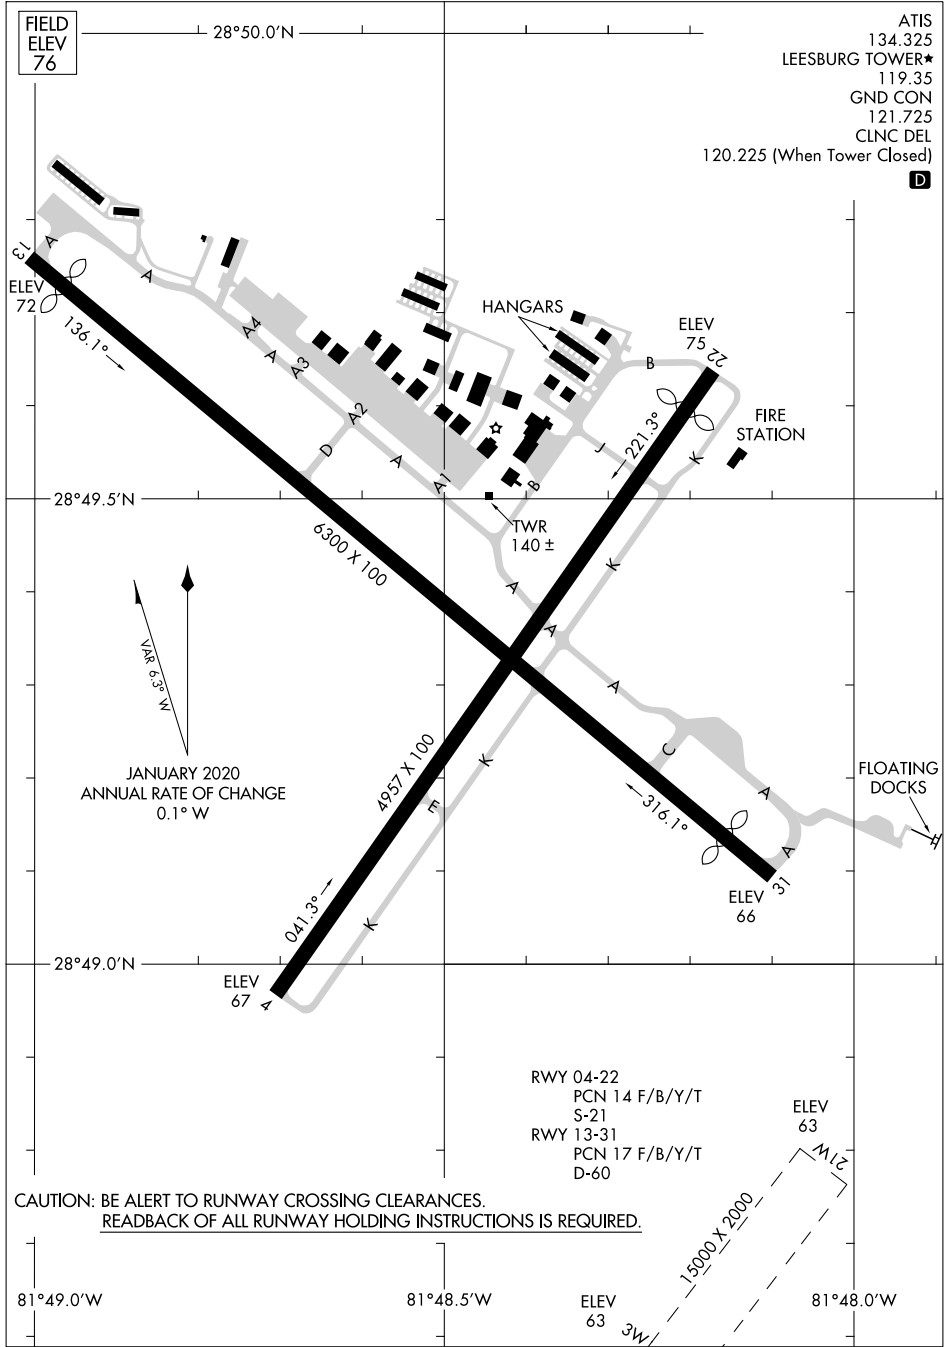 FIELD
ELEV
76
28°50.0'N
ATIS
134.325
LEESBURG TOWER★
119.35
GND CON
121.725
CLNC DEL
120.225 (When Tower Closed)
D
13
A
ELEV
72
A
136.1°
A4
A
A3
A2
D
A
A1
HANGARS
ELEV
75
22
B
221.3°
FIRE
STATION
J
K
B
28°49.5'N
TWR
140 ±
6300 X 100
K
A
A
VAR 6.3° W
A
JANUARY 2020
ANNUAL RATE OF CHANGE
0.1° W
4957 X 100
K
E
C
A
316.1°
FLOATING
DOCKS
A
31
ELEV
66
041.3°
K
28°49.0'N
ELEV
67
4
RWY 04-22
PCN 14 F/B/Y/T
S-21
RWY 13-31
PCN 17 F/B/Y/T
D-60
ELEV
63
21W
15000 X 2000
CAUTION: BE ALERT TO RUNWAY CROSSING CLEARANCES.
READBACK OF ALL RUNWAY HOLDING INSTRUCTIONS IS REQUIRED.
81°49.0'W
81°48.5'W
81°48.0'W
ELEV
63
3W